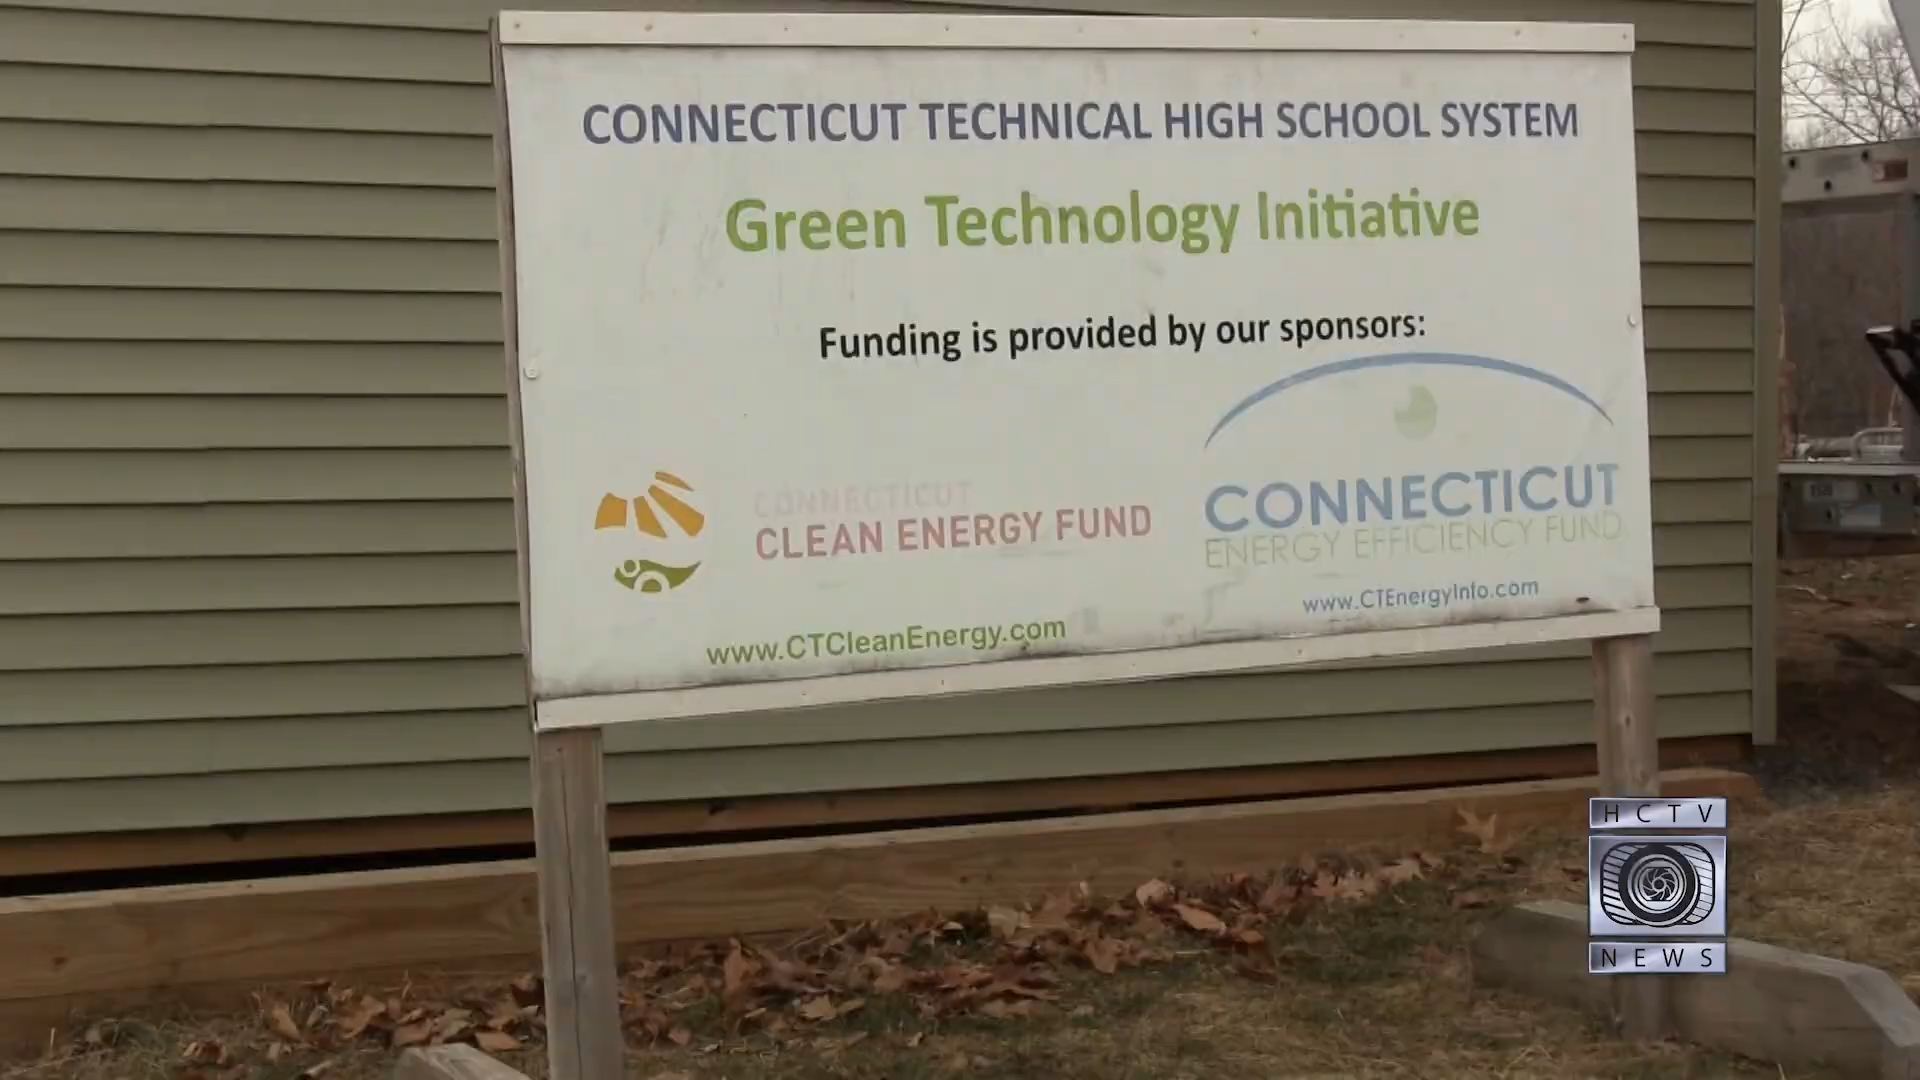 CONNECTICUT TECHNICAL HIGH SCHOOL SYSTEM
Green Technology Initiative
Funding is provided by our sponsors:
CONNECTICUT
CLEAN ENERGY FUND
www.CTCleanEnergy.com
CONNECTICUT
ENERGY EFFICIENCY FUND
www.CTEnergyInfo.com
HCTV
NEWS